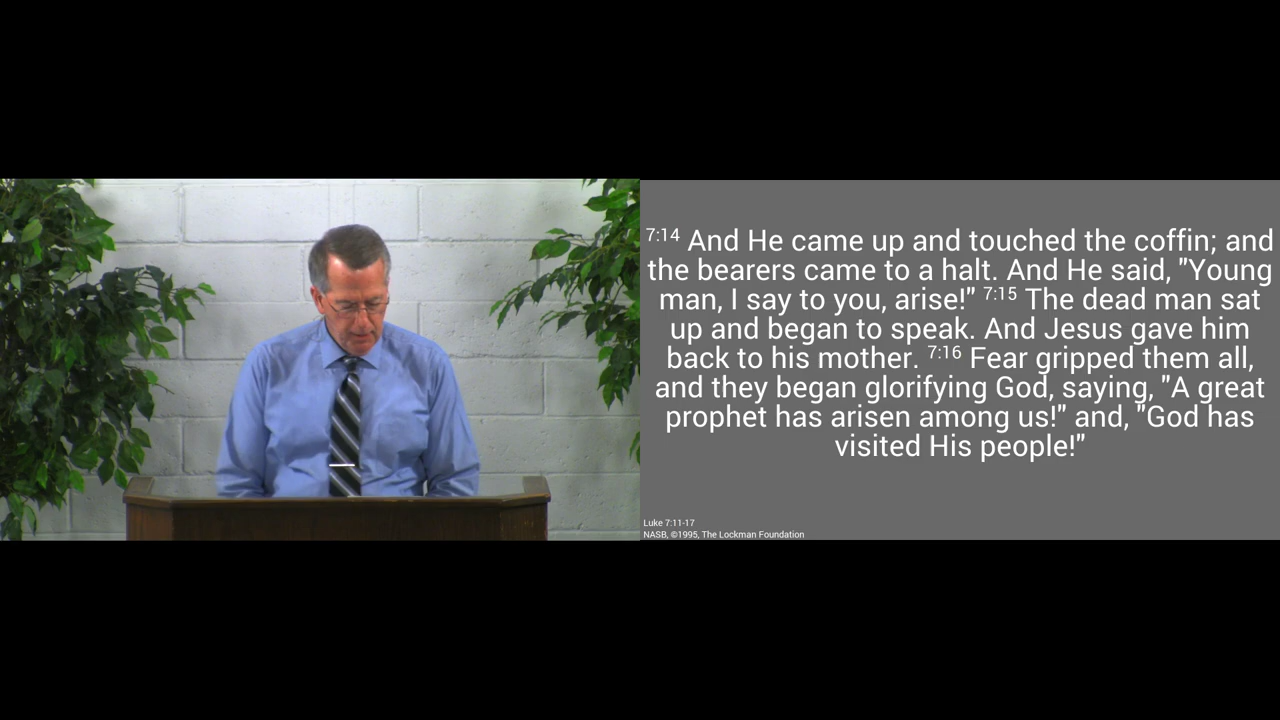 7:14 And He came up and touched the coffin; and
the bearers came to a halt. And He said, "Young
man, I say to you, arise!" 7:15 The dead man sat
up and began to speak. And Jesus gave him
back to his mother. 7:16 Fear gripped them all,
and they began glorifying God, saying, "A great
prophet has arisen among us!" and, "God has
visited His people!"
Luke 7:11-17
NASB, ©1995, The Lockman Foundation